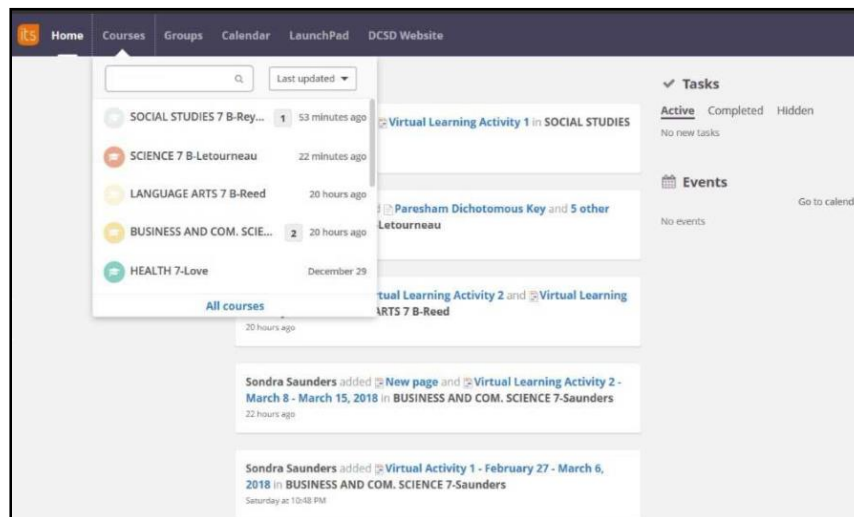 its Home Courses Groups Calendar LaunchPad DCSD Website
Last updated
SOCIAL STUDIES 7 B-Rey... 1 53 minutes ago
SCIENCE 7 B-Letourneau 22 minutes ago
LANGUAGE ARTS 7 B-Reed 20 hours ago
BUSINESS AND COM. SCIE... 2 20 hours ago
HEALTH 7-Love December 29
All courses
Virtual Learning Activity 1 in SOCIAL STUDIES
Paresham Dichotomous Key and 5 other
Letourneau
tual Learning Activity 2 and Virtual Learning
ARTS 7 B-Reed
20 hours ago
Sondra Saunders added New page and Virtual Learning Activity 2 -
March 8 - March 15, 2018 in BUSINESS AND COM. SCIENCE 7-Saunders
22 hours ago
Sondra Saunders added Virtual Activity 1 - February 27 - March 6,
2018 in BUSINESS AND COM. SCIENCE 7-Saunders
Saturday at 10:48 PM
Tasks
Active Completed Hidden
No new tasks
Events
Go to calend
No events